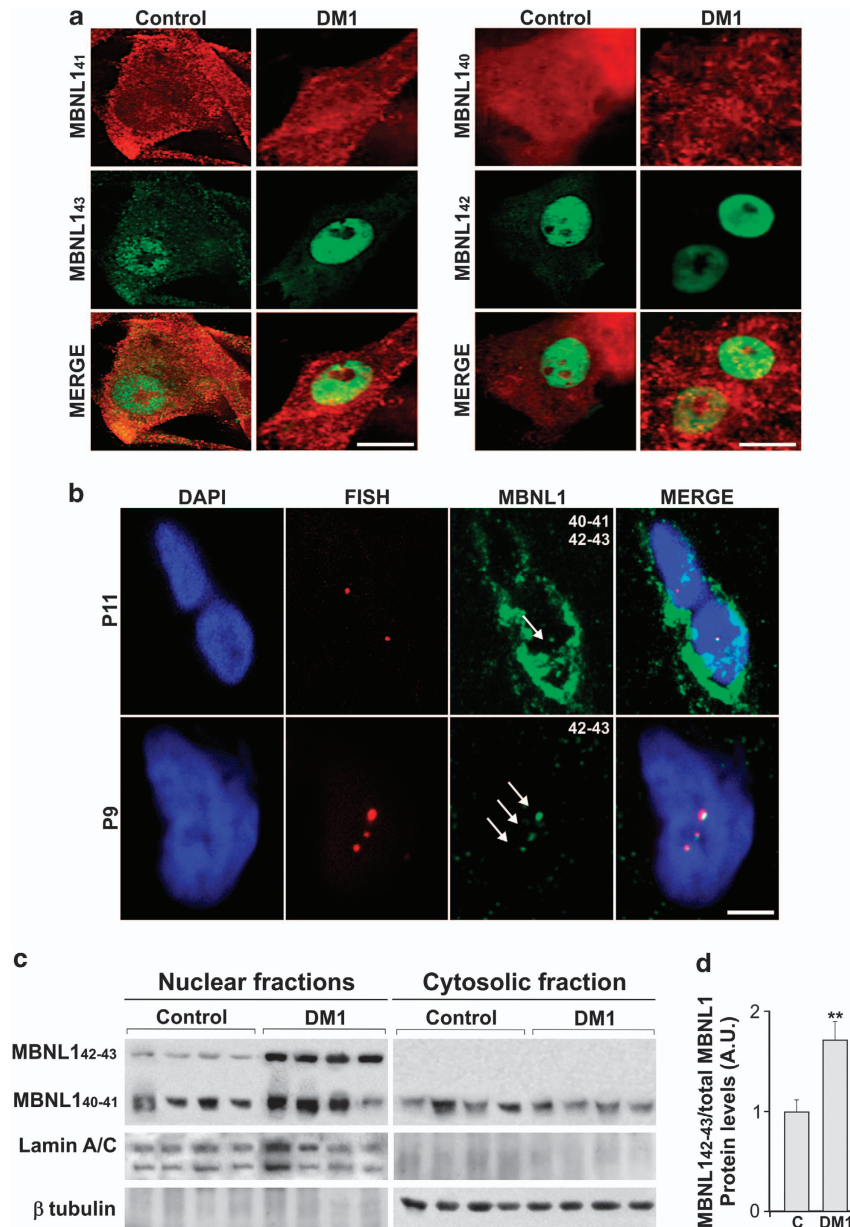 a
Control DM1 Control DM1
MBNL141 MBNL140
MBNL143 MBNL142
MERGE MERGE
b
DAPI FISH MBNL1 MERGE
P11
40-41
42-43
P9
42-43
c
Nuclear fractions Cytosolic fraction
Control DM1 Control DM1
MBNL142-43
MBNL140-41
Lamin A/C
β tubulin
d
MBNL142-43/total MBNL1
Protein levels (A.U.)
2
**
1
0
C DM1